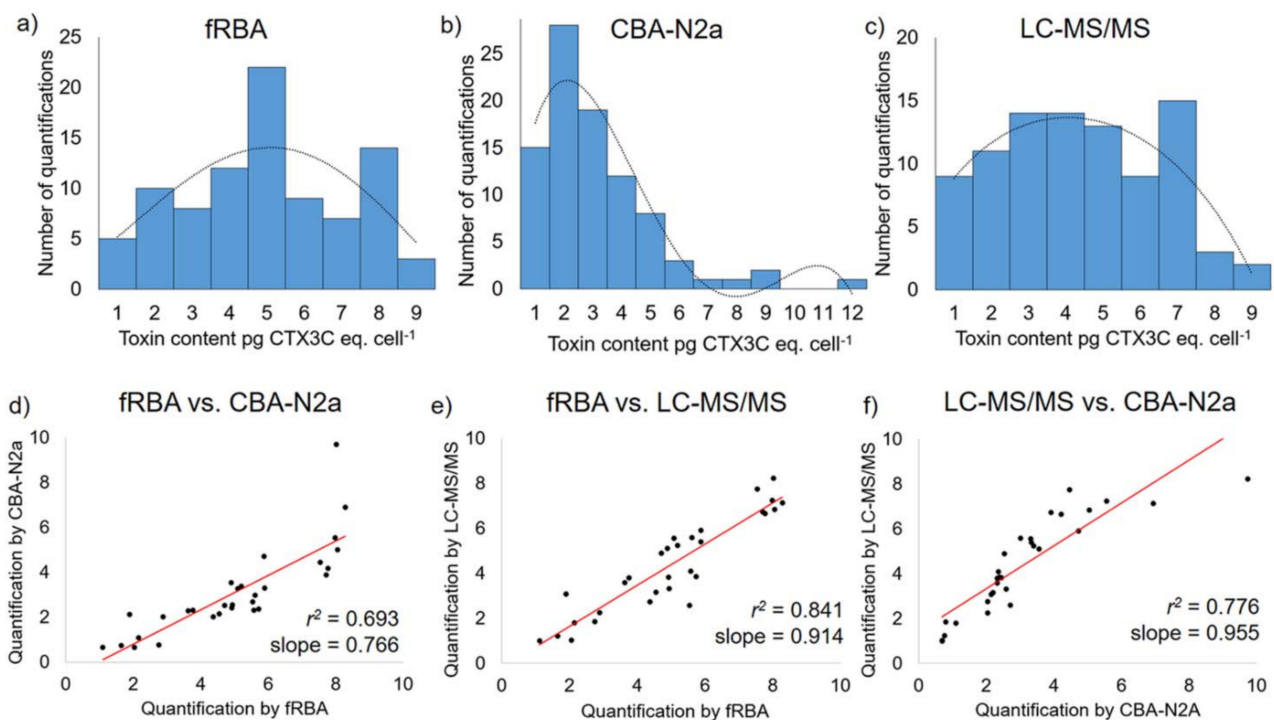 a) fRBA
Number of quantifications
25
20
15
10
5
0
1 2 3 4 5 6 7 8 9
Toxin content pg CTX3C eq. cell⁻¹
b) CBA-N2a
Number of quantifications
25
20
15
10
5
0
1 2 3 4 5 6 7 8 9 10 11 12
Toxin content pg CTX3C eq. cell⁻¹
c) LC-MS/MS
Number of quantifications
20
15
10
5
0
1 2 3 4 5 6 7 8 9
Toxin content pg CTX3C eq. cell⁻¹
d) fRBA vs. CBA-N2a
Quantification by CBA-N2a
10
8
6
4
2
0
r² = 0.693
slope = 0.766
0 2 4 6 8 10
Quantification by fRBA
e) fRBA vs. LC-MS/MS
Quantification by LC-MS/MS
10
8
6
4
2
0
r² = 0.841
slope = 0.914
0 2 4 6 8 10
Quantification by fRBA
f) LC-MS/MS vs. CBA-N2a
Quantification by LC-MS/MS
10
8
6
4
2
0
r² = 0.776
slope = 0.955
0 2 4 6 8 10
Quantification by CBA-N2A